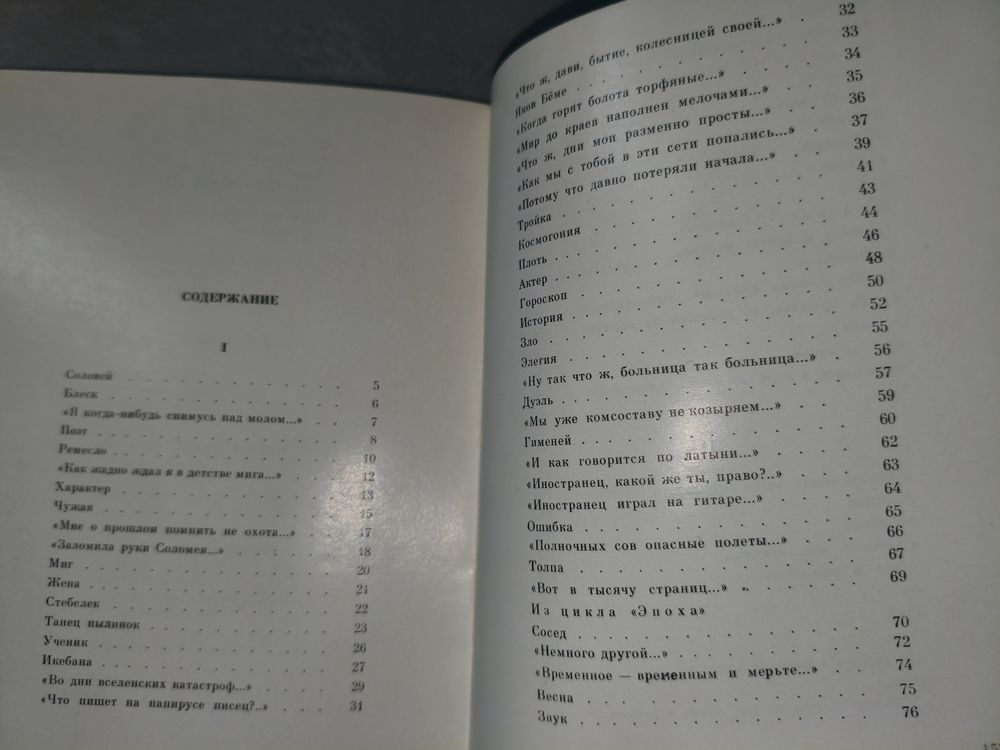 СОДЕРЖАНИЕ
I
Соловей . . . . . . . . . . . . 5
Блеск . . . . . . . . . . . . 6
«Я когда-нибудь снимусь над молом...» . . 7
Поэт . . . . . . . . . . . . 8
Ремесло . . . . . . . . . . . . 10
«Как жадно ждал я в детстве мига...» . . . 12
Характер . . . . . . . . . . . . 13
Чужая . . . . . . . . . . . . 15
«Мне о прошлом помнить не охота...» . . 17
«Заломила руки Соломея...» . . . . . 18
Миг . . . . . . . . . . . . 20
Жена . . . . . . . . . . . . 21
Стебелек . . . . . . . . . . . . 22
Танец пылинок . . . . . . . . . 23
Ученик . . . . . . . . . . . . 26
Икебана . . . . . . . . . . . . 27
«Во дни вселенских катастроф...» . . . . 29
«Что пишет на папирусе писец?..» . . . . 31
«Что ж, дави, бытие, колесницей своей...» . 32
Яков Бёме . . . . . . . . . . 33
«Когда горят болота торфяные...» . . . . 34
«Мир до краев наполнен мелочами...» . . 35
«Что ж, дни мои разменно просты...» . . 36
«Как мы с тобой в эти сети попались...» . 37
«Потому что давно потеряли начала...» . . 39
Тройка . . . . . . . . . . . . 41
Космогония . . . . . . . . . . 43
Плоть . . . . . . . . . . . . 44
Актер . . . . . . . . . . . . 46
Гороскоп . . . . . . . . . . . 48
История . . . . . . . . . . . 50
Зло . . . . . . . . . . . . 52
Элегия . . . . . . . . . . . . 55
«Ну так что ж, больница так больница...» . 56
Дуэль . . . . . . . . . . . . 57
«Мы уже комсоставу не козыряем...» . . . 59
Гименей . . . . . . . . . . . 60
«И как говорится по латыни...» . . . . 62
«Иностранец, какой же ты, право?..» . . . 63
«Иностранец играл на гитаре...» . . . . 64
Ошибка . . . . . . . . . . . 65
«Полночных сов опасные полеты...» . . . 66
Толпа . . . . . . . . . . . . 67
«Вот в тысячу страниц...» . . . . . . 69
Из цикла «Эпоха»
Сосед . . . . . . . . . . . . 70
«Немного другой...» . . . . . . . . 72
«Временное — временным и мерьте...» . . 74
Весна . . . . . . . . . . . . 75
Звук . . . . . . . . . . . . 76